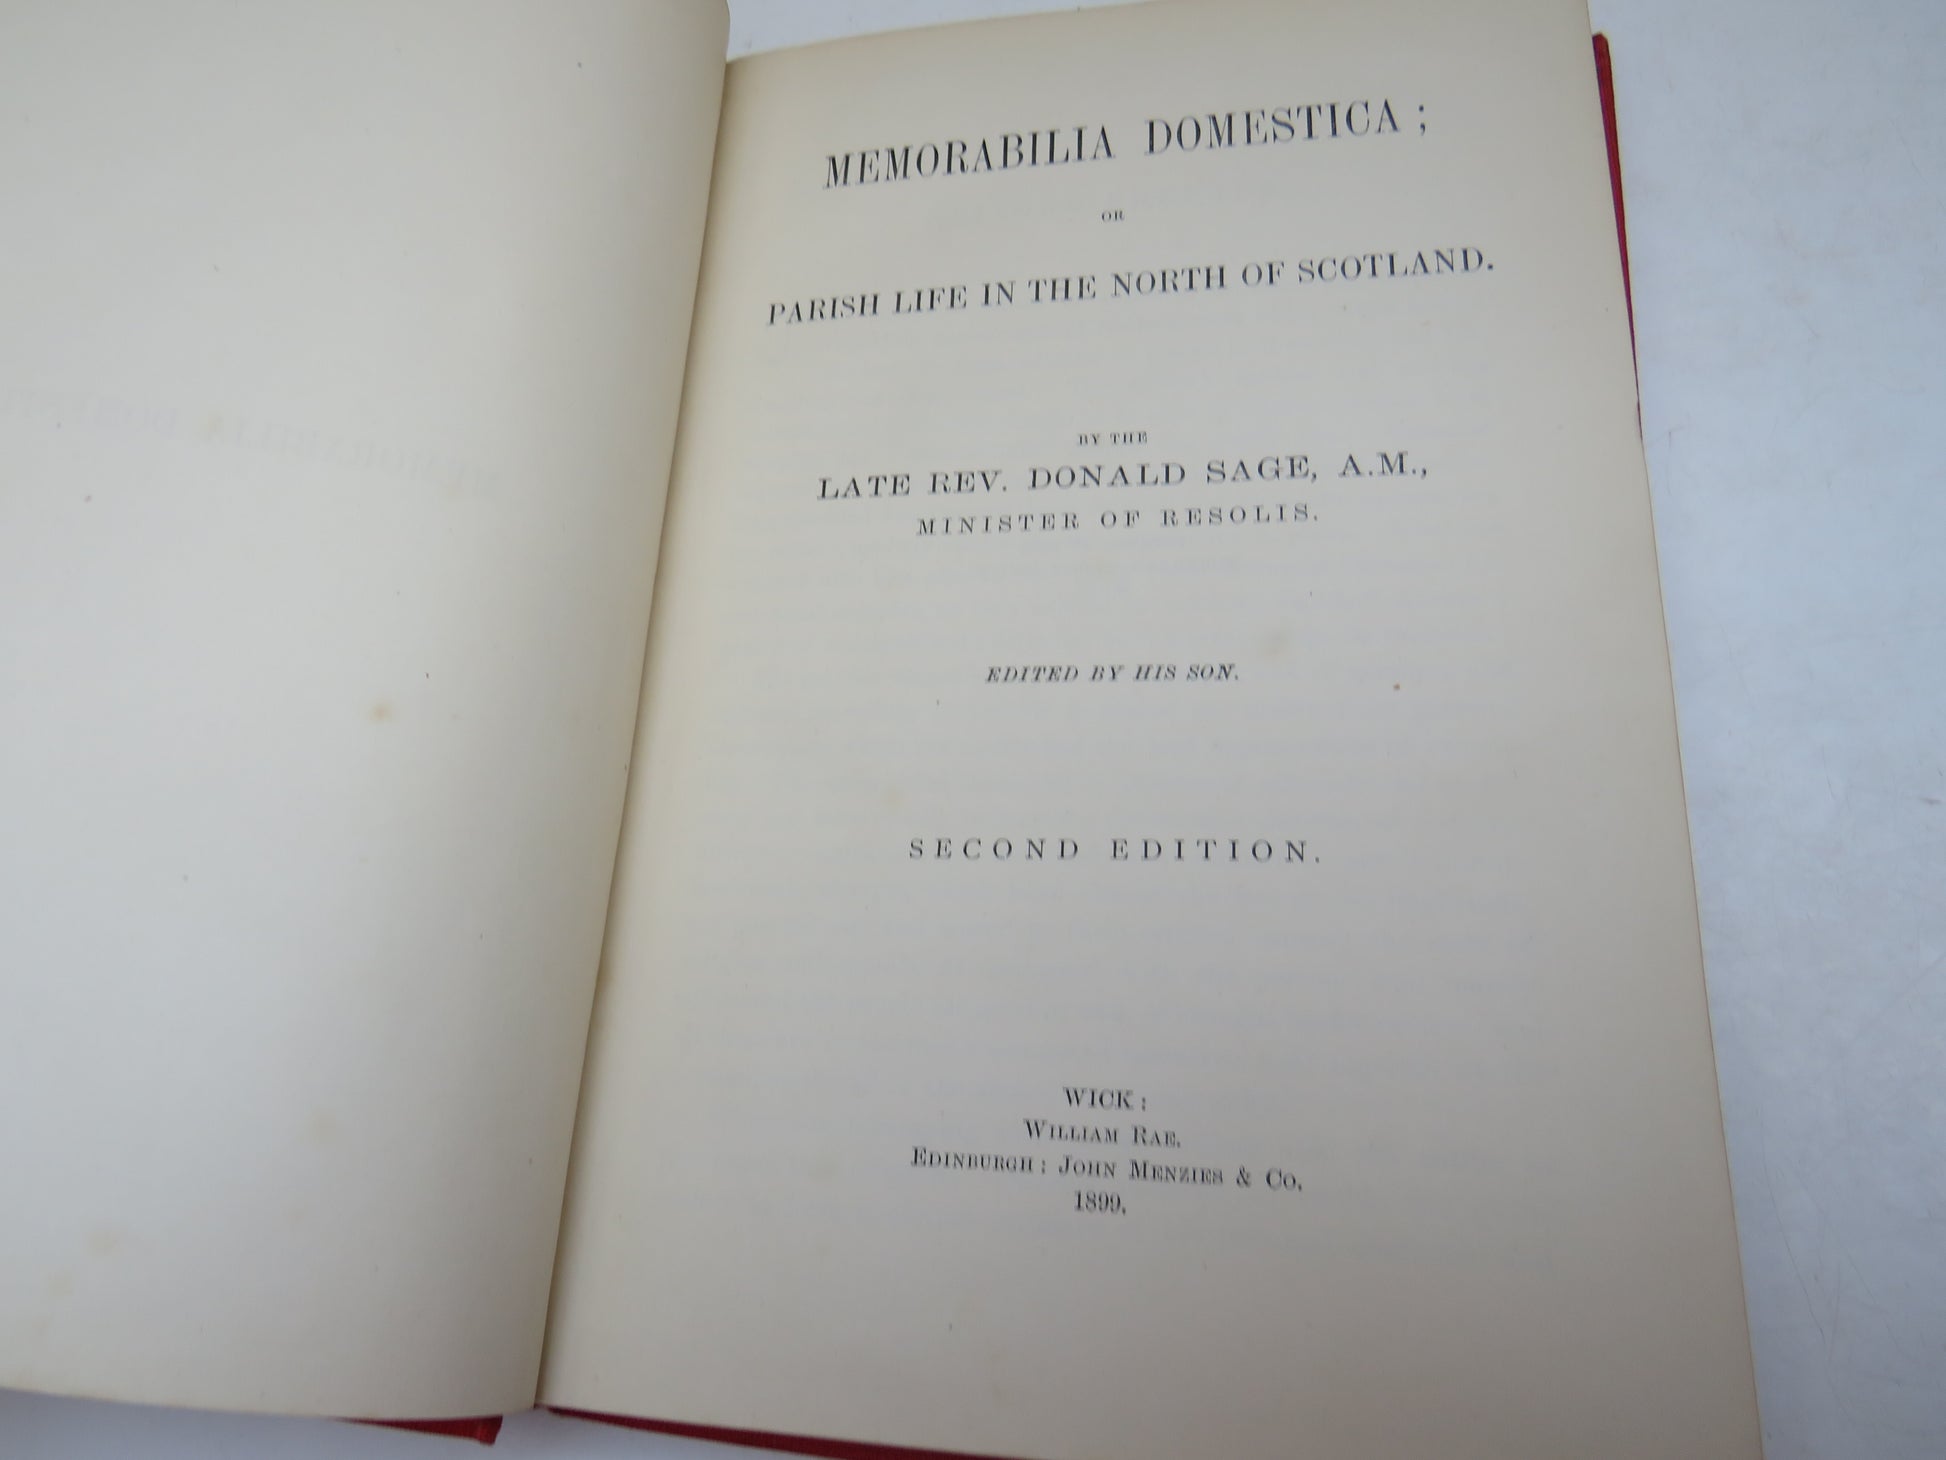 MEMORABILIA DOMESTICA;
OR
PARISH LIFE IN THE NORTH OF SCOTLAND.
BY THE
LATE REV. DONALD SAGE, A.M.,
MINISTER OF RESOLIS.
EDITED BY HIS SON.
SECOND EDITION.
WICK:
WILLIAM RAE.
EDINBURGH: JOHN MENZIES & CO.
1899.